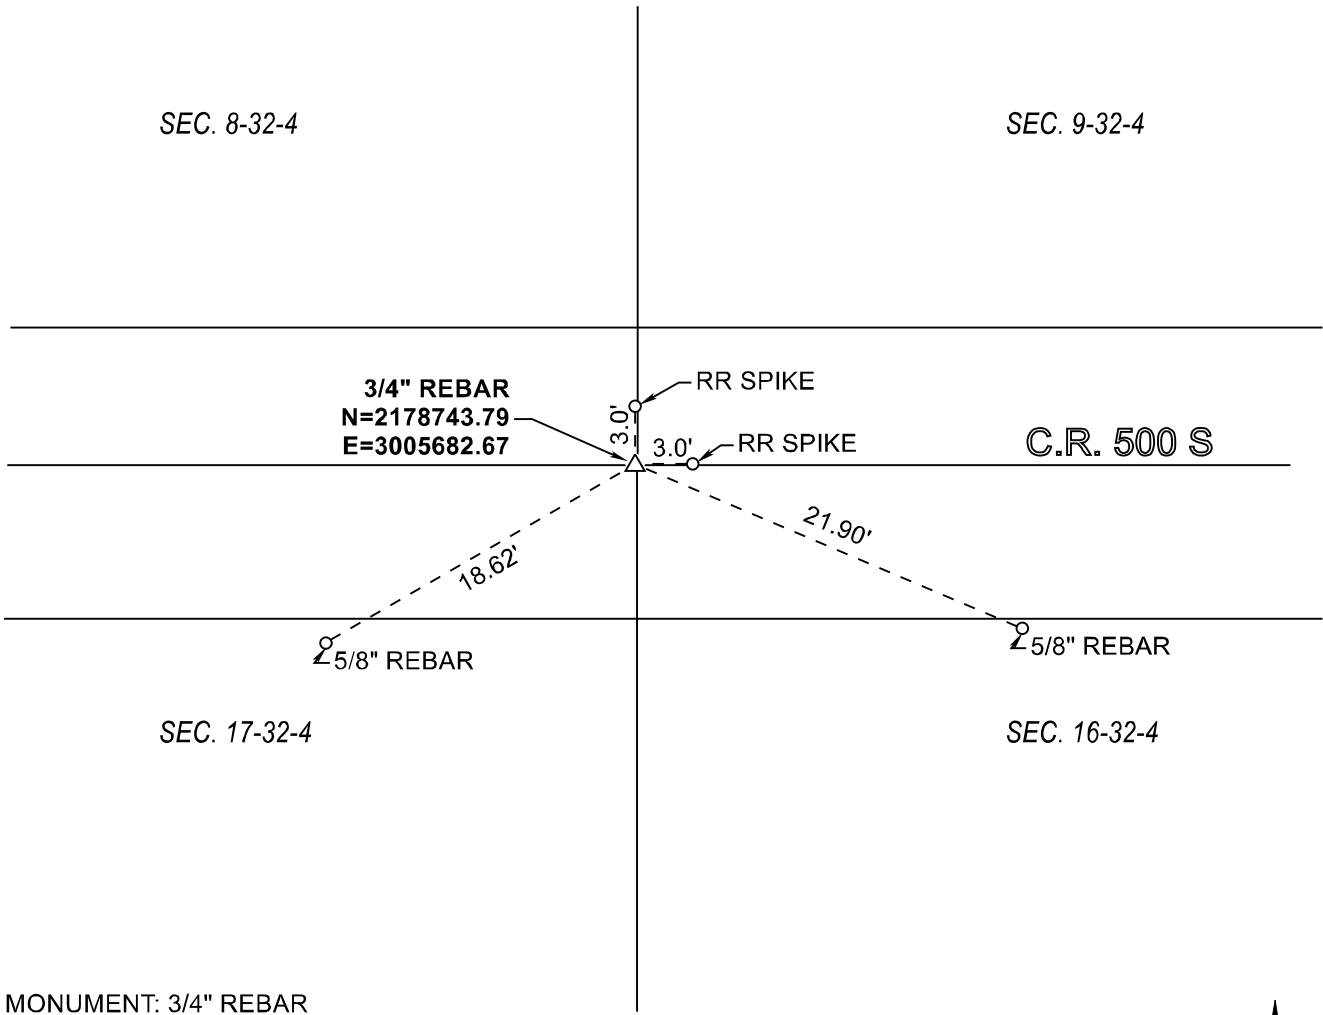 SEC. 8-32-4
SEC. 9-32-4
RR SPIKE
3/4" REBAR
N=2178743.79
E=3005682.67
3.0'
3.0'
RR SPIKE
C.R. 500 S
21.90'
18.62'
5/8" REBAR
5/8" REBAR
SEC. 17-32-4
SEC. 16-32-4
MONUMENT: 3/4" REBAR